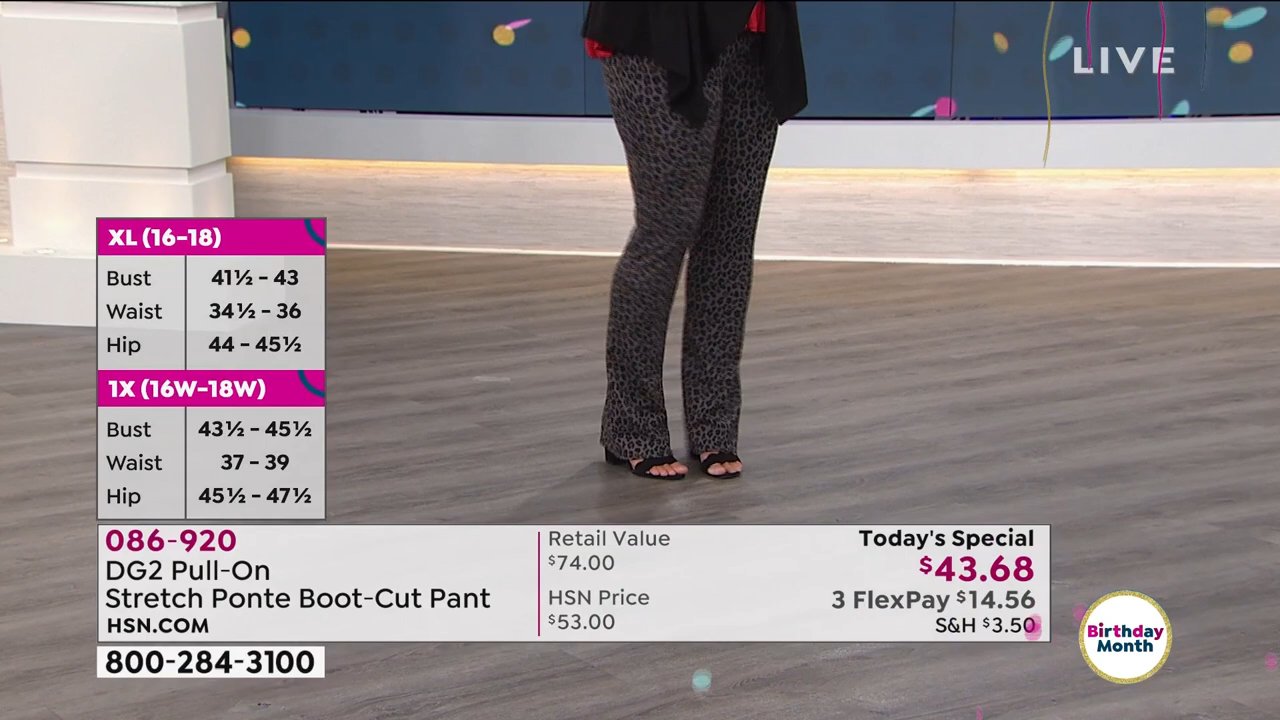 LIVE
XL (16-18)
Bust 41½ - 43
Waist 34½ - 36
Hip 44 - 45½
1X (16W-18W)
Bust 43½ - 45½
Waist 37 - 39
Hip 45½ - 47½
086-920
DG2 Pull-On
Stretch Ponte Boot-Cut Pant
HSN.COM
Retail Value
$74.00
HSN Price
$53.00
Today's Special
$43.68
3 FlexPay $14.56
S&H $3.50
800-284-3100
Birthday
Month